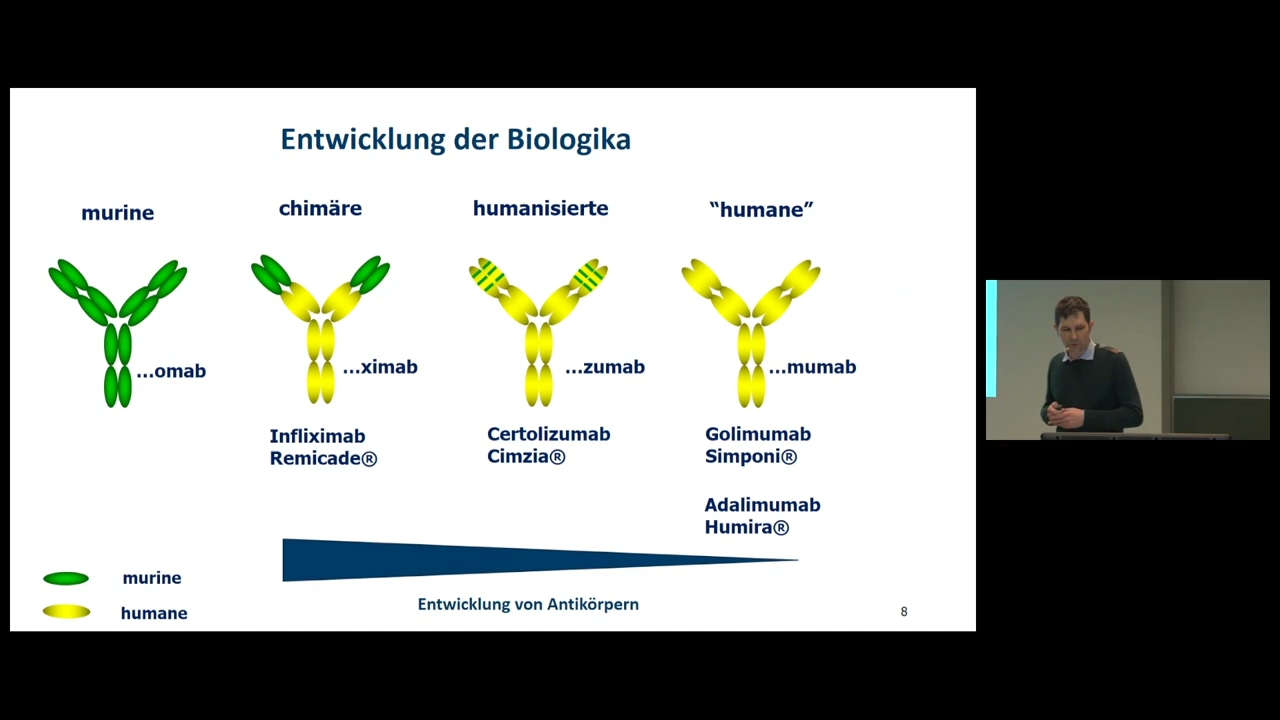 Entwicklung der Biologika
murine
chimäre
humanisierte
“humane”
...omab
...ximab
...zumab
...mumab
Infliximab
Remicade®
Certolizumab
Cimzia®
Golimumab
Simponi®
Adalimumab
Humira®
murine
humane
Entwicklung von Antikörpern
8